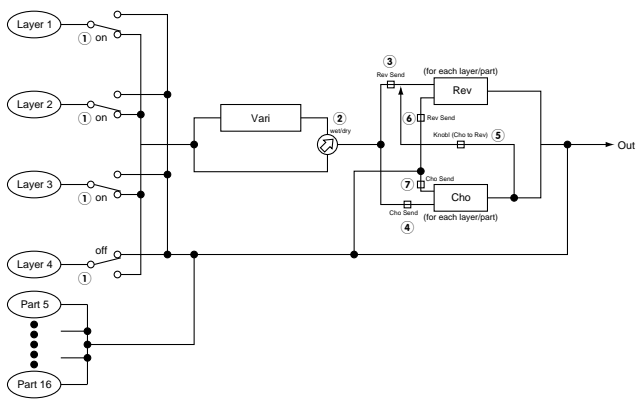 Layer 1
① on
Layer 2
① on
Layer 3
① on
off
Layer 4
①
Part 5
Part 16
Vari
②
wet/dry
③
Rev Send
(for each layer/part)
Rev
⑥ Rev Send
Knobl (Cho to Rev) ⑤
Out
⑦ Cho Send
Cho
Cho Send
④
(for each layer/part)